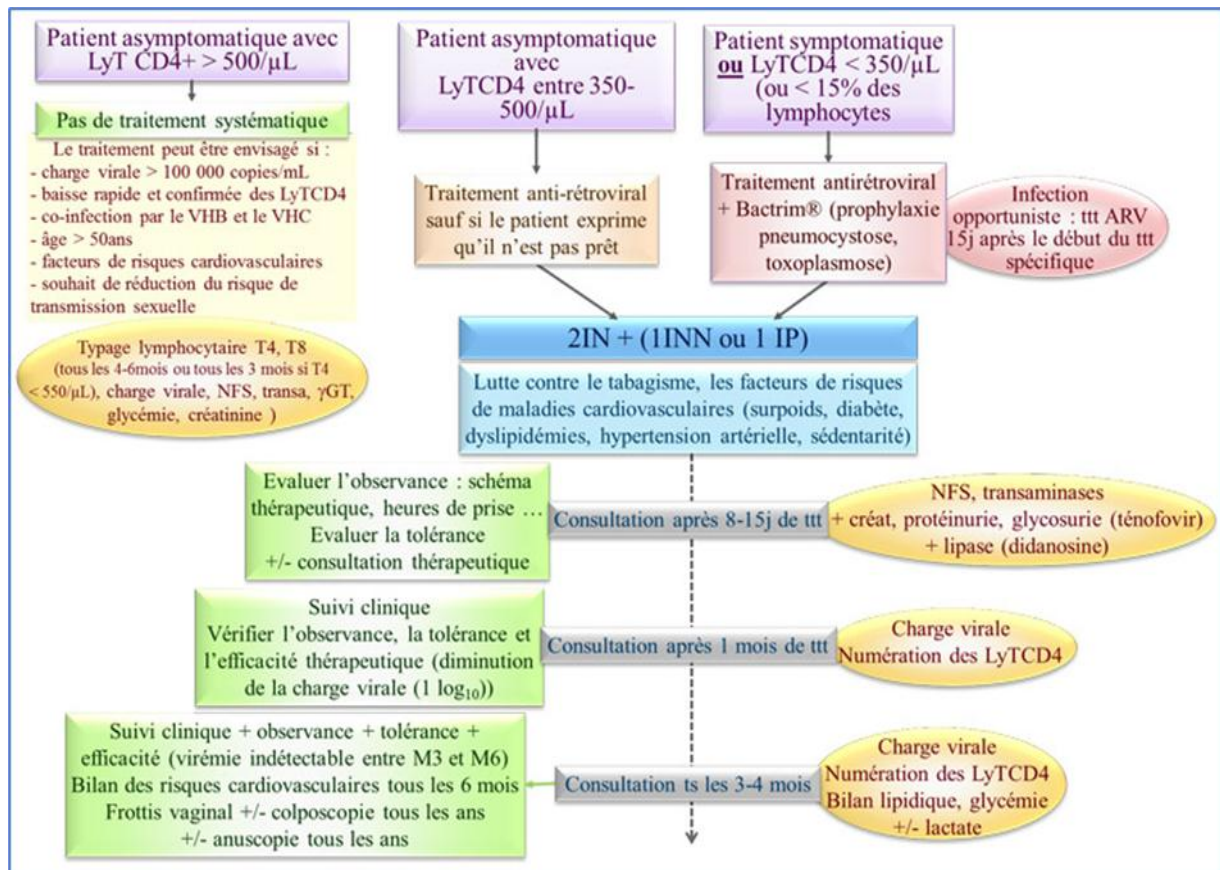 Patient asymptomatique avec
LyT CD4+ > 500/µL
Pas de traitement systématique
Le traitement peut être envisagé si :
- charge virale > 100 000 copies/mL
- baisse rapide et confirmée des LyTCD4
- co-infection par le VHB et le VHC
- âge > 50ans
- facteurs de risques cardiovasculaires
- souhait de réduction du risque de
transmission sexuelle
Typage lymphocytaire T4, T8
(tous les 4-6mois ou tous les 3 mois si T4
< 550/µL), charge virale, NFS, transa, γGT,
glycémie, créatinine )
Patient asymptomatique
avec
LyTCD4 entre 350-
500/µL
Traitement anti-rétroviral
sauf si le patient exprime
qu’il n’est pas prêt
Patient symptomatique
ou LyTCD4 < 350/µL
(ou < 15% des
lymphocytes
Traitement antirétroviral
+ Bactrim® (prophylaxie
pneumocystose,
toxoplasmose)
Infection
opportuniste : ttt ARV
15j après le début du ttt
spécifique
2IN + (1INN ou 1 IP)
Lutte contre le tabagisme, les facteurs de risques
de maladies cardiovasculaires (surpoids, diabète,
dyslipidémies, hypertension artérielle, sédentarité)
Evaluer l’observance : schéma
thérapeutique, heures de prise …
Evaluer la tolérance
+/- consultation thérapeutique
Consultation après 8-15j de ttt
NFS, transaminases
+ créat, protéinurie, glycosurie (ténofovir)
+ lipase (didanosine)
Suivi clinique
Vérifier l’observance, la tolérance et
l’efficacité thérapeutique (diminution
de la charge virale (1 log₁₀))
Consultation après 1 mois de ttt
Charge virale
Numération des LyTCD4
Suivi clinique + observance + tolérance +
efficacité (virémie indétectable entre M3 et M6)
Bilan des risques cardiovasculaires tous les 6 mois
Frottis vaginal +/- colposcopie tous les ans
+/- anuscopie tous les ans
Consultation ts les 3-4 mois
Charge virale
Numération des LyTCD4
Bilan lipidique, glycémie
+/- lactate